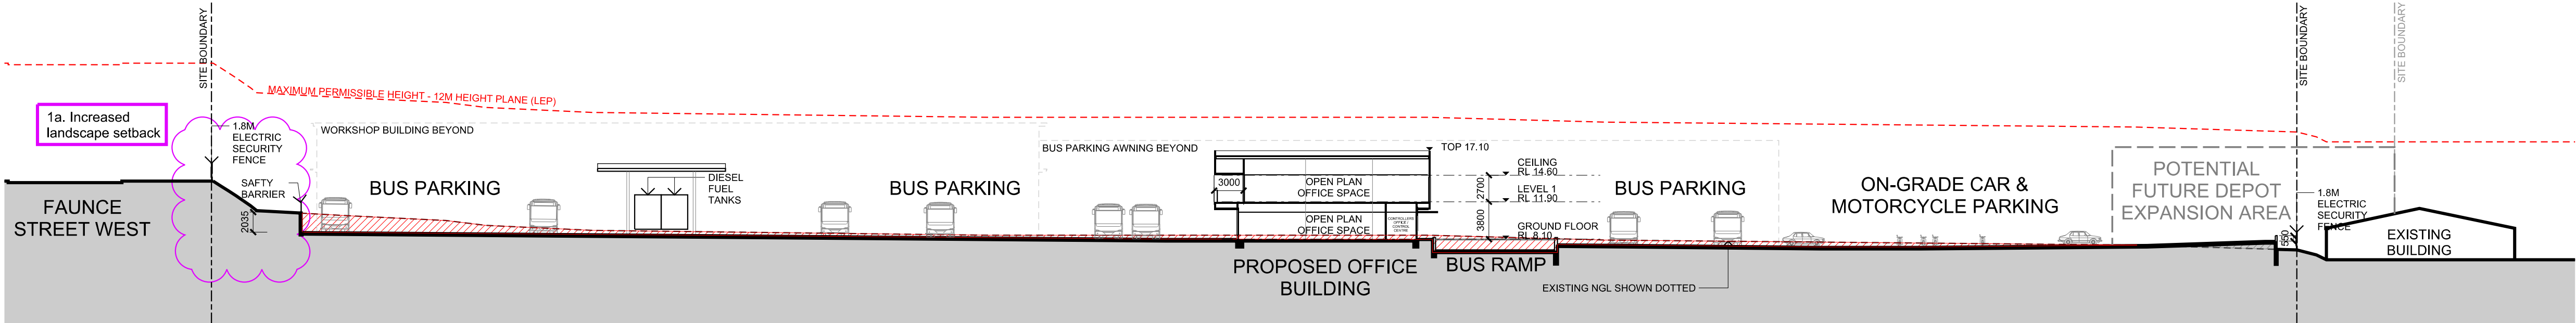 SITE BOUNDARY
1a. Increased
landscape setback
MAXIMUM PERMISSIBLE HEIGHT - 12M HEIGHT PLANE (LEP)
1.8M
ELECTRIC
SECURITY
FENCE
SAFTY
BARRIER
2035
FAUNCE
STREET WEST
WORKSHOP BUILDING BEYOND
BUS PARKING
DIESEL
FUEL
TANKS
BUS PARKING
BUS PARKING AWNING BEYOND
3000
OPEN PLAN
OFFICE SPACE
OPEN PLAN
OFFICE SPACE
CONTROLLERS
OFFICE /
CONTROL
CENTRE
TOP 17.10
CEILING
RL 14.60
2700
LEVEL 1
RL 11.90
3800
GROUND FLOOR
RL 8.10
PROPOSED OFFICE
BUILDING
BUS RAMP
BUS PARKING
EXISTING NGL SHOWN DOTTED
ON-GRADE CAR &
MOTORCYCLE PARKING
POTENTIAL
FUTURE DEPOT
EXPANSION AREA
SITE BOUNDARY
SITE BOUNDARY
1.8M
ELECTRIC
SECURITY
FENCE
550
EXISTING
BUILDING